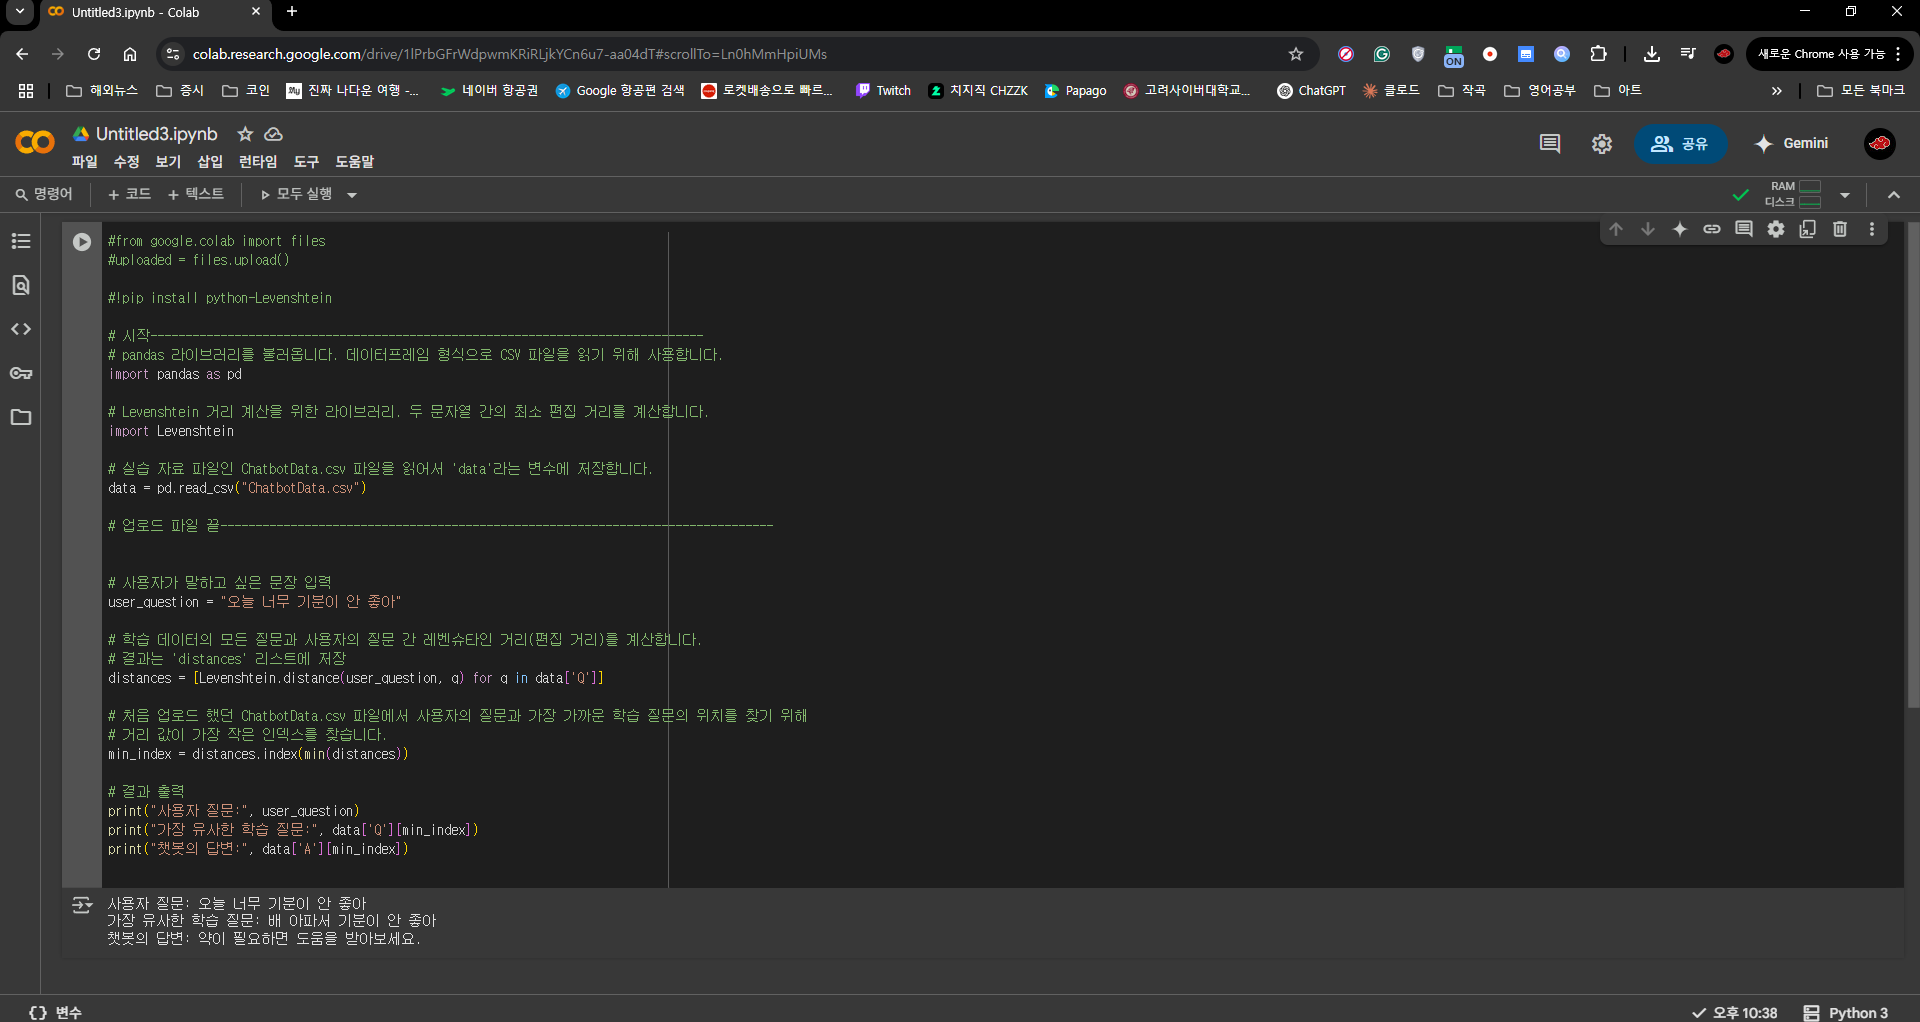 Untitled3.ipynb - Colab
colab.research.google.com/drive/1lPrbGFrWdpwmKRiRLjkYCn6u7-aa04dT#scrollTo=Ln0hMmHpiUMs
ON
새로운 Chrome 사용 가능
해외뉴스 증시 코인 진짜 나다운 여행 -... 네이버 항공권 Google 항공편 검색 로켓배송으로 빠르... Twitch 치지직 CHZZK Papago 고려사이버대학교... ChatGPT 클로드 작곡 영어공부 아트 » 모든 북마크
Untitled3.ipynb
파일 수정 보기 삽입 런타임 도구 도움말
공유 Gemini
명령어 + 코드 + 텍스트 모두 실행
RAM
디스크
#from google.colab import files
#uploaded = files.upload()
#!pip install python-Levenshtein
# 시작-------------------------------------------------------------------------------
# pandas 라이브러리를 불러옵니다. 데이터프레임 형식으로 CSV 파일을 읽기 위해 사용합니다.
import pandas as pd
# Levenshtein 거리 계산을 위한 라이브러리. 두 문자열 간의 최소 편집 거리를 계산합니다.
import Levenshtein
# 실습 자료 파일인 ChatbotData.csv 파일을 읽어서 'data'라는 변수에 저장합니다.
data = pd.read_csv("ChatbotData.csv")
# 업로드 파일 끝-------------------------------------------------------------------------------
# 사용자가 말하고 싶은 문장 입력
user_question = "오늘 너무 기분이 안 좋아"
# 학습 데이터의 모든 질문과 사용자의 질문 간 레벤슈타인 거리(편집 거리)를 계산합니다.
# 결과는 'distances' 리스트에 저장
distances = [Levenshtein.distance(user_question, q) for q in data['Q']]
# 처음 업로드 했던 ChatbotData.csv 파일에서 사용자의 질문과 가장 가까운 학습 질문의 위치를 찾기 위해
# 거리 값이 가장 작은 인덱스를 찾습니다.
min_index = distances.index(min(distances))
# 결과 출력
print("사용자 질문:", user_question)
print("가장 유사한 학습 질문:", data['Q'][min_index])
print("챗봇의 답변:", data['A'][min_index])
사용자 질문: 오늘 너무 기분이 안 좋아
가장 유사한 학습 질문: 배 아파서 기분이 안 좋아
챗봇의 답변: 약이 필요하면 도움을 받아보세요.
{} 변수
오후 10:38 Python 3